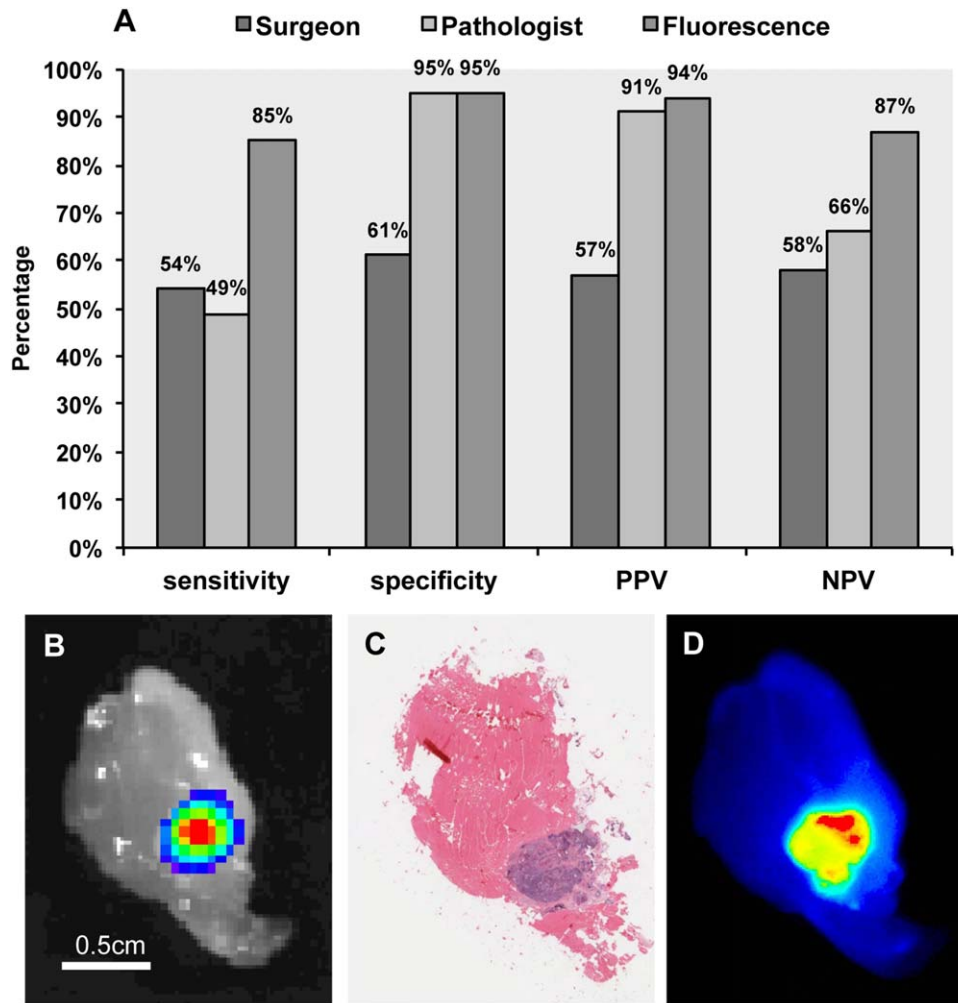 A
Surgeon Pathologist Fluorescence
100%
90%
80%
70%
60%
50%
40%
30%
20%
10%
0%
Percentage
54%
49%
85%
61%
95%
95%
57%
91%
94%
58%
66%
87%
sensitivity specificity PPV NPV
B
0.5cm
C
D